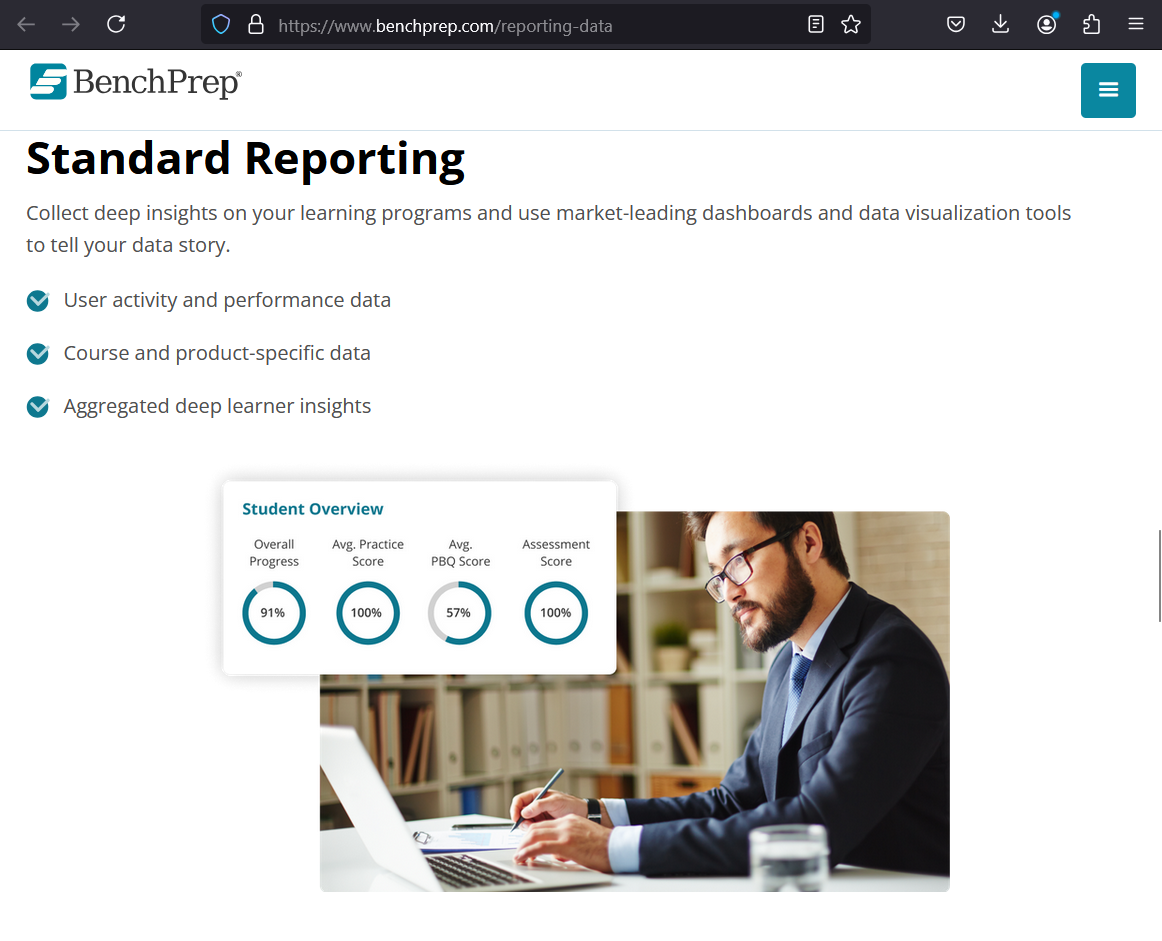 https://www.benchprep.com/reporting-data
BenchPrep®
Standard Reporting
Collect deep insights on your learning programs and use market-leading dashboards and data visualization tools
to tell your data story.
User activity and performance data
Course and product-specific data
Aggregated deep learner insights
Student Overview
Overall
Progress
Avg. Practice
Score
Avg.
PBQ Score
Assessment
Score
91%
100%
57%
100%